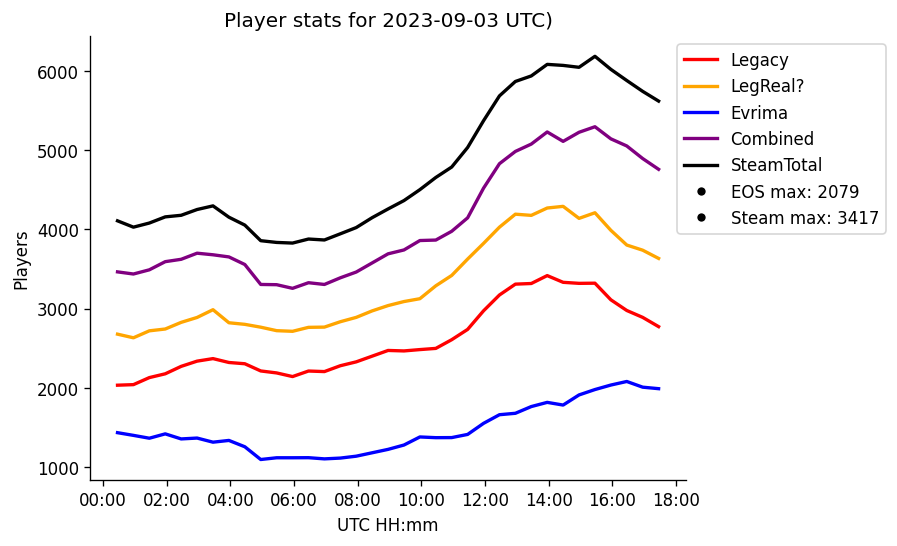 Player stats for 2023-09-03 UTC)
Players
6000
5000
4000
3000
2000
1000
00:00 02:00 04:00 06:00 08:00 10:00 12:00 14:00 16:00 18:00
UTC HH:mm
Legacy
LegReal?
Evrima
Combined
SteamTotal
EOS max: 2079
Steam max: 3417